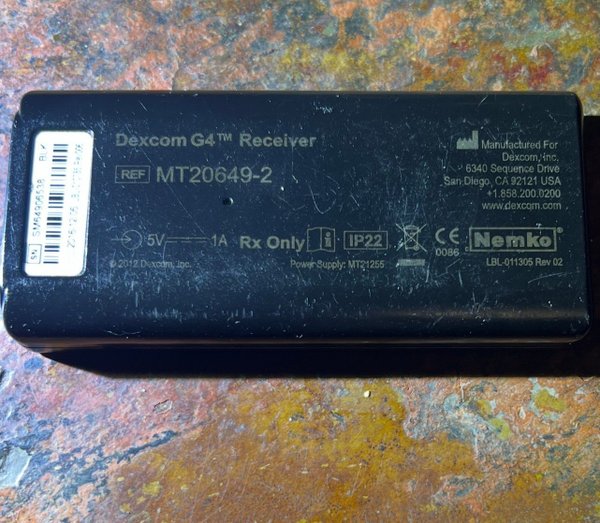 Dexcom G4™ Receiver
REF MT20649-2
5V 1A Rx Only
IP22
© 2012 Dexcom, Inc.
Power Supply: MT21255
Manufactured For
Dexcom, Inc.
6340 Sequence Drive
San Diego, CA 92121 USA
+1.858.200.0200
www.dexcom.com
CE
0086
Nemko
LBL-011305 Rev 02
SN
BLK